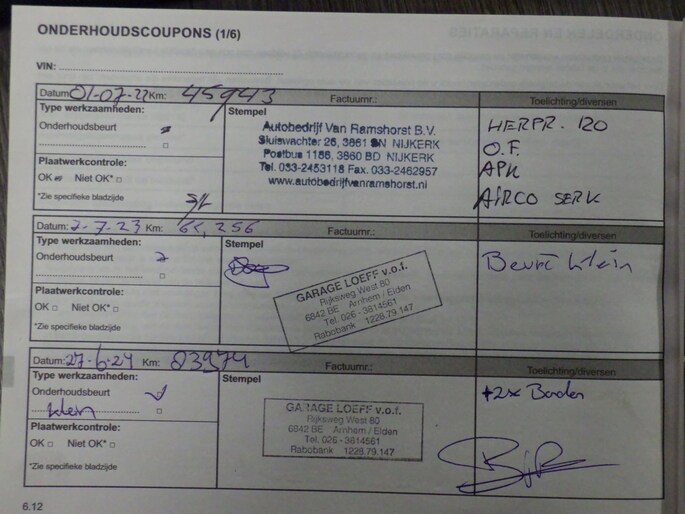 ONDERHOUDSCOUPONS (1/6)
VIN:
Datum: 01-07-22 Km: 45943 Factuurnr.: Toelichting/diversen
Type werkzaamheden:
Onderhoudsbeurt
Plaatwerkcontrole:
OK Niet OK*
*Zie specifieke bladzijde
Stempel
Autobedrijf Van Ramshorst B.V.
Sluiswachter 26, 3861 SN NIJKERK
Postbus 1186, 3860 BD NIJKERK
Tel. 033-2453118 Fax. 033-2462957
www.autobedrijfvanramshorst.nl
HERPR. 120
O.F.
APK
AIRCO SERK
Datum: 7-7-23 Km: 61,256 Factuurnr.: Toelichting/diversen
Type werkzaamheden:
Onderhoudsbeurt
Plaatwerkcontrole:
OK Niet OK*
*Zie specifieke bladzijde
Stempel
GARAGE LOEFF v.o.f.
Rijksweg West 80
6842 BE Arnhem / Elden
Tel. 026 - 3814561
Rabobank 1228.79.147
Beurt klein
Datum: 27-6-24 Km: 83974 Factuurnr.: Toelichting/diversen
Type werkzaamheden:
Onderhoudsbeurt
klein
Plaatwerkcontrole:
OK Niet OK*
*Zie specifieke bladzijde
Stempel
GARAGE LOEFF v.o.f.
Rijksweg West 80
6842 BE Arnhem / Elden
Tel. 026 - 3814561
Rabobank 1228.79.147
+2x Banden
6.12